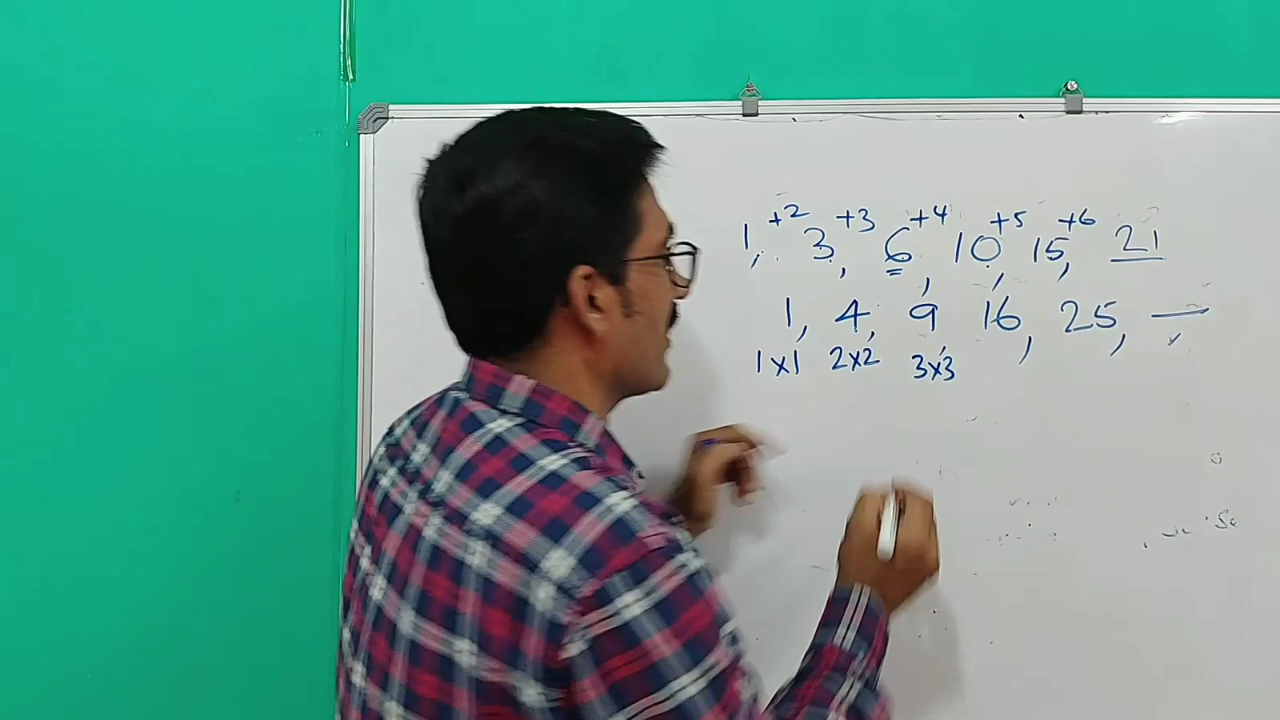 +2 +3 +4 +5 +6
1, 3, 6, 10, 15, 21
1, 4, 9, 16, 25, —
1x1 2x2 3x3